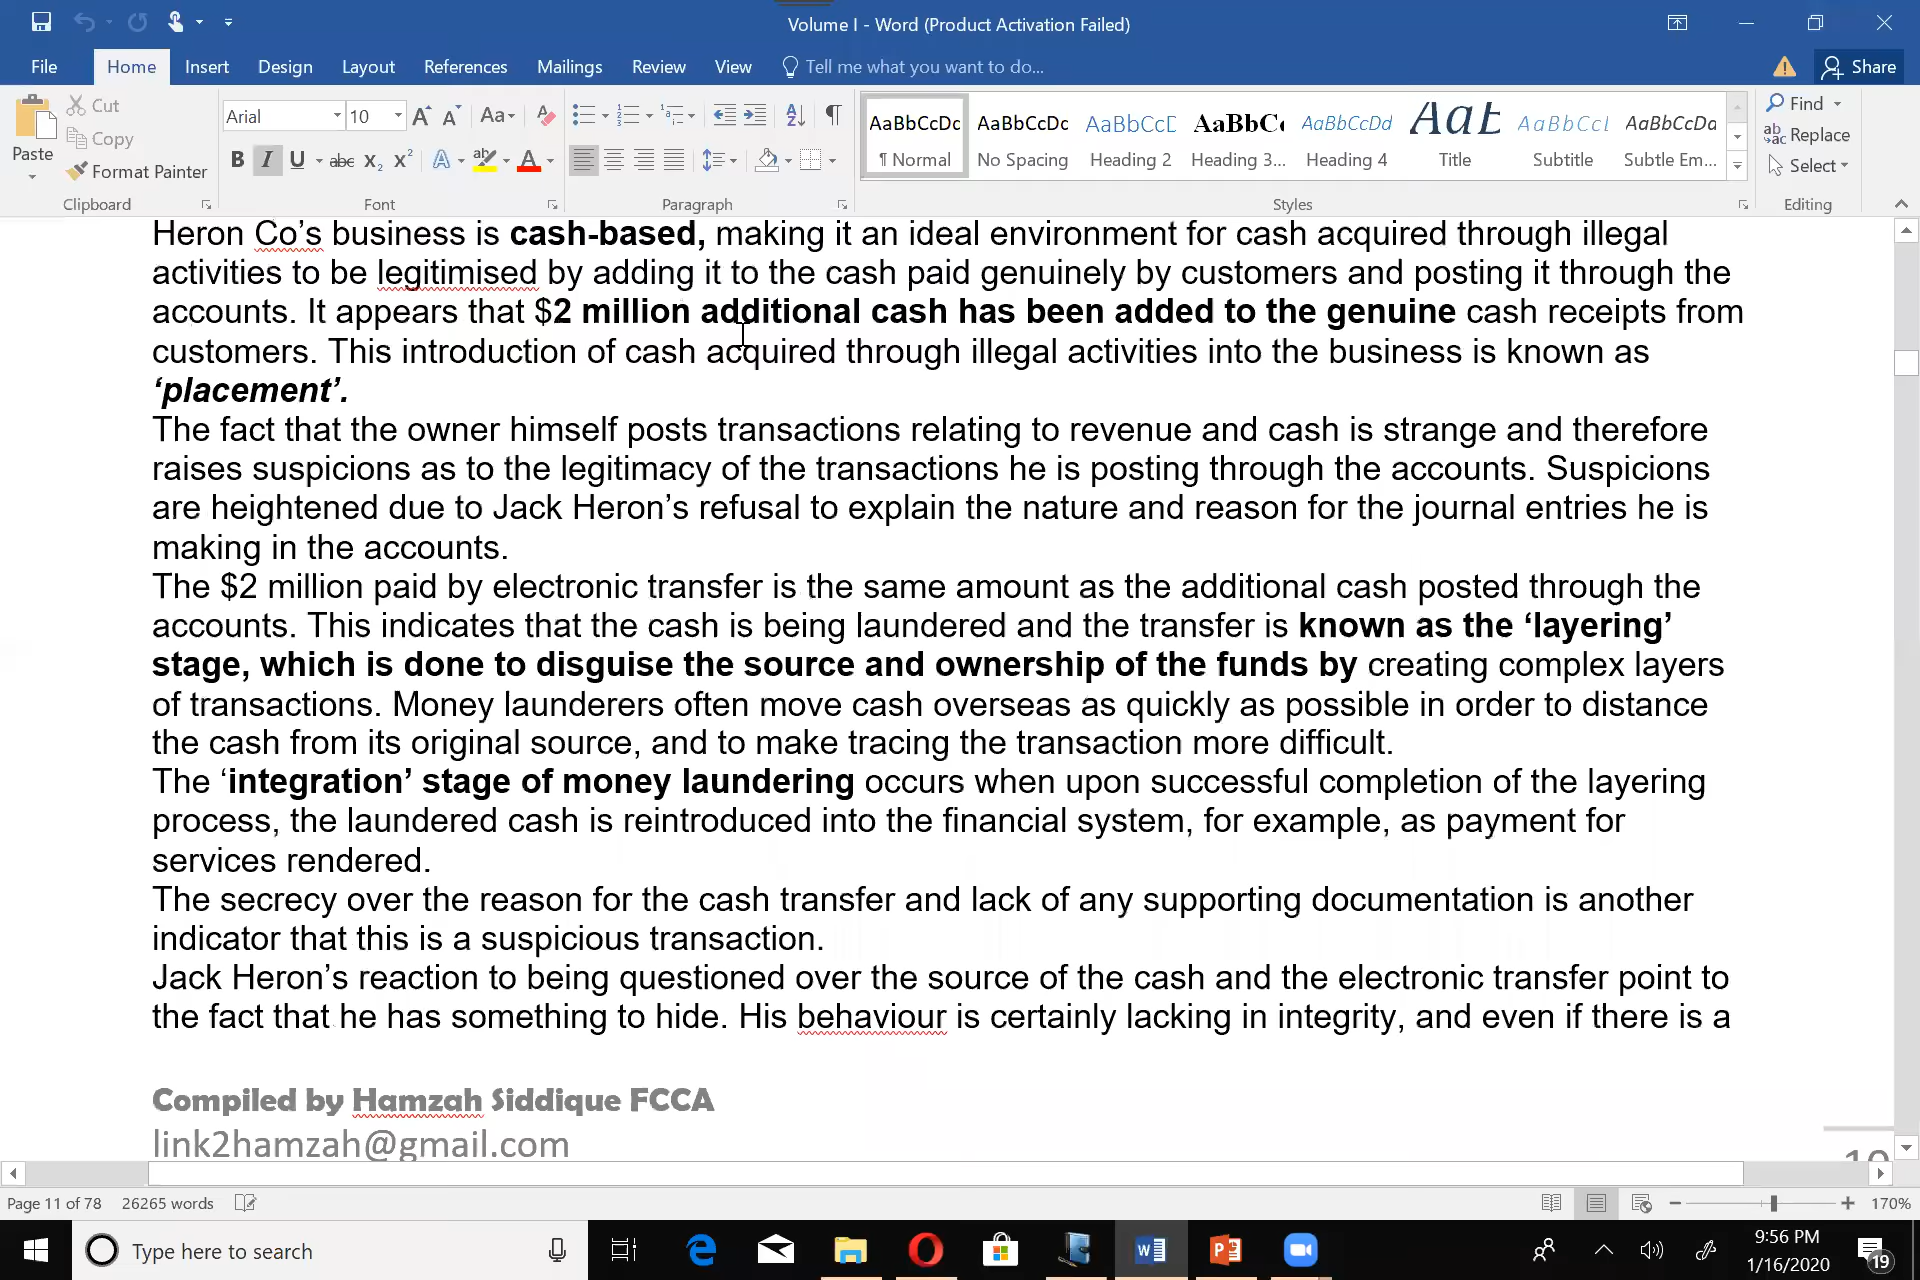 Volume I - Word (Product Activation Failed)
File Home Insert Design Layout References Mailings Review View Tell me what you want to do... Share
Paste
Cut
Copy
Format Painter
Clipboard
Arial 10
Font
Paragraph
AaBbCcDc AaBbCcDc AaBbCcC AaBbCc AaBbCcDd AaB AaBbCcL AaBbCcDa
¶ Normal No Spacing Heading 2 Heading 3... Heading 4 Title Subtitle Subtle Em...
Styles
Find
Replace
Select
Editing
Heron Co’s business is cash-based, making it an ideal environment for cash acquired through illegal
activities to be legitimised by adding it to the cash paid genuinely by customers and posting it through the
accounts. It appears that $2 million additional cash has been added to the genuine cash receipts from
customers. This introduction of cash acquired through illegal activities into the business is known as
‘placement’.
The fact that the owner himself posts transactions relating to revenue and cash is strange and therefore
raises suspicions as to the legitimacy of the transactions he is posting through the accounts. Suspicions
are heightened due to Jack Heron’s refusal to explain the nature and reason for the journal entries he is
making in the accounts.
The $2 million paid by electronic transfer is the same amount as the additional cash posted through the
accounts. This indicates that the cash is being laundered and the transfer is known as the ‘layering’
stage, which is done to disguise the source and ownership of the funds by creating complex layers
of transactions. Money launderers often move cash overseas as quickly as possible in order to distance
the cash from its original source, and to make tracing the transaction more difficult.
The ‘integration’ stage of money laundering occurs when upon successful completion of the layering
process, the laundered cash is reintroduced into the financial system, for example, as payment for
services rendered.
The secrecy over the reason for the cash transfer and lack of any supporting documentation is another
indicator that this is a suspicious transaction.
Jack Heron’s reaction to being questioned over the source of the cash and the electronic transfer point to
the fact that he has something to hide. His behaviour is certainly lacking in integrity, and even if there is a
Compiled by Hamzah Siddique FCCA
link2hamzah@gmail.com
Page 11 of 78 26265 words 170%
Type here to search
9:56 PM
1/16/2020
19